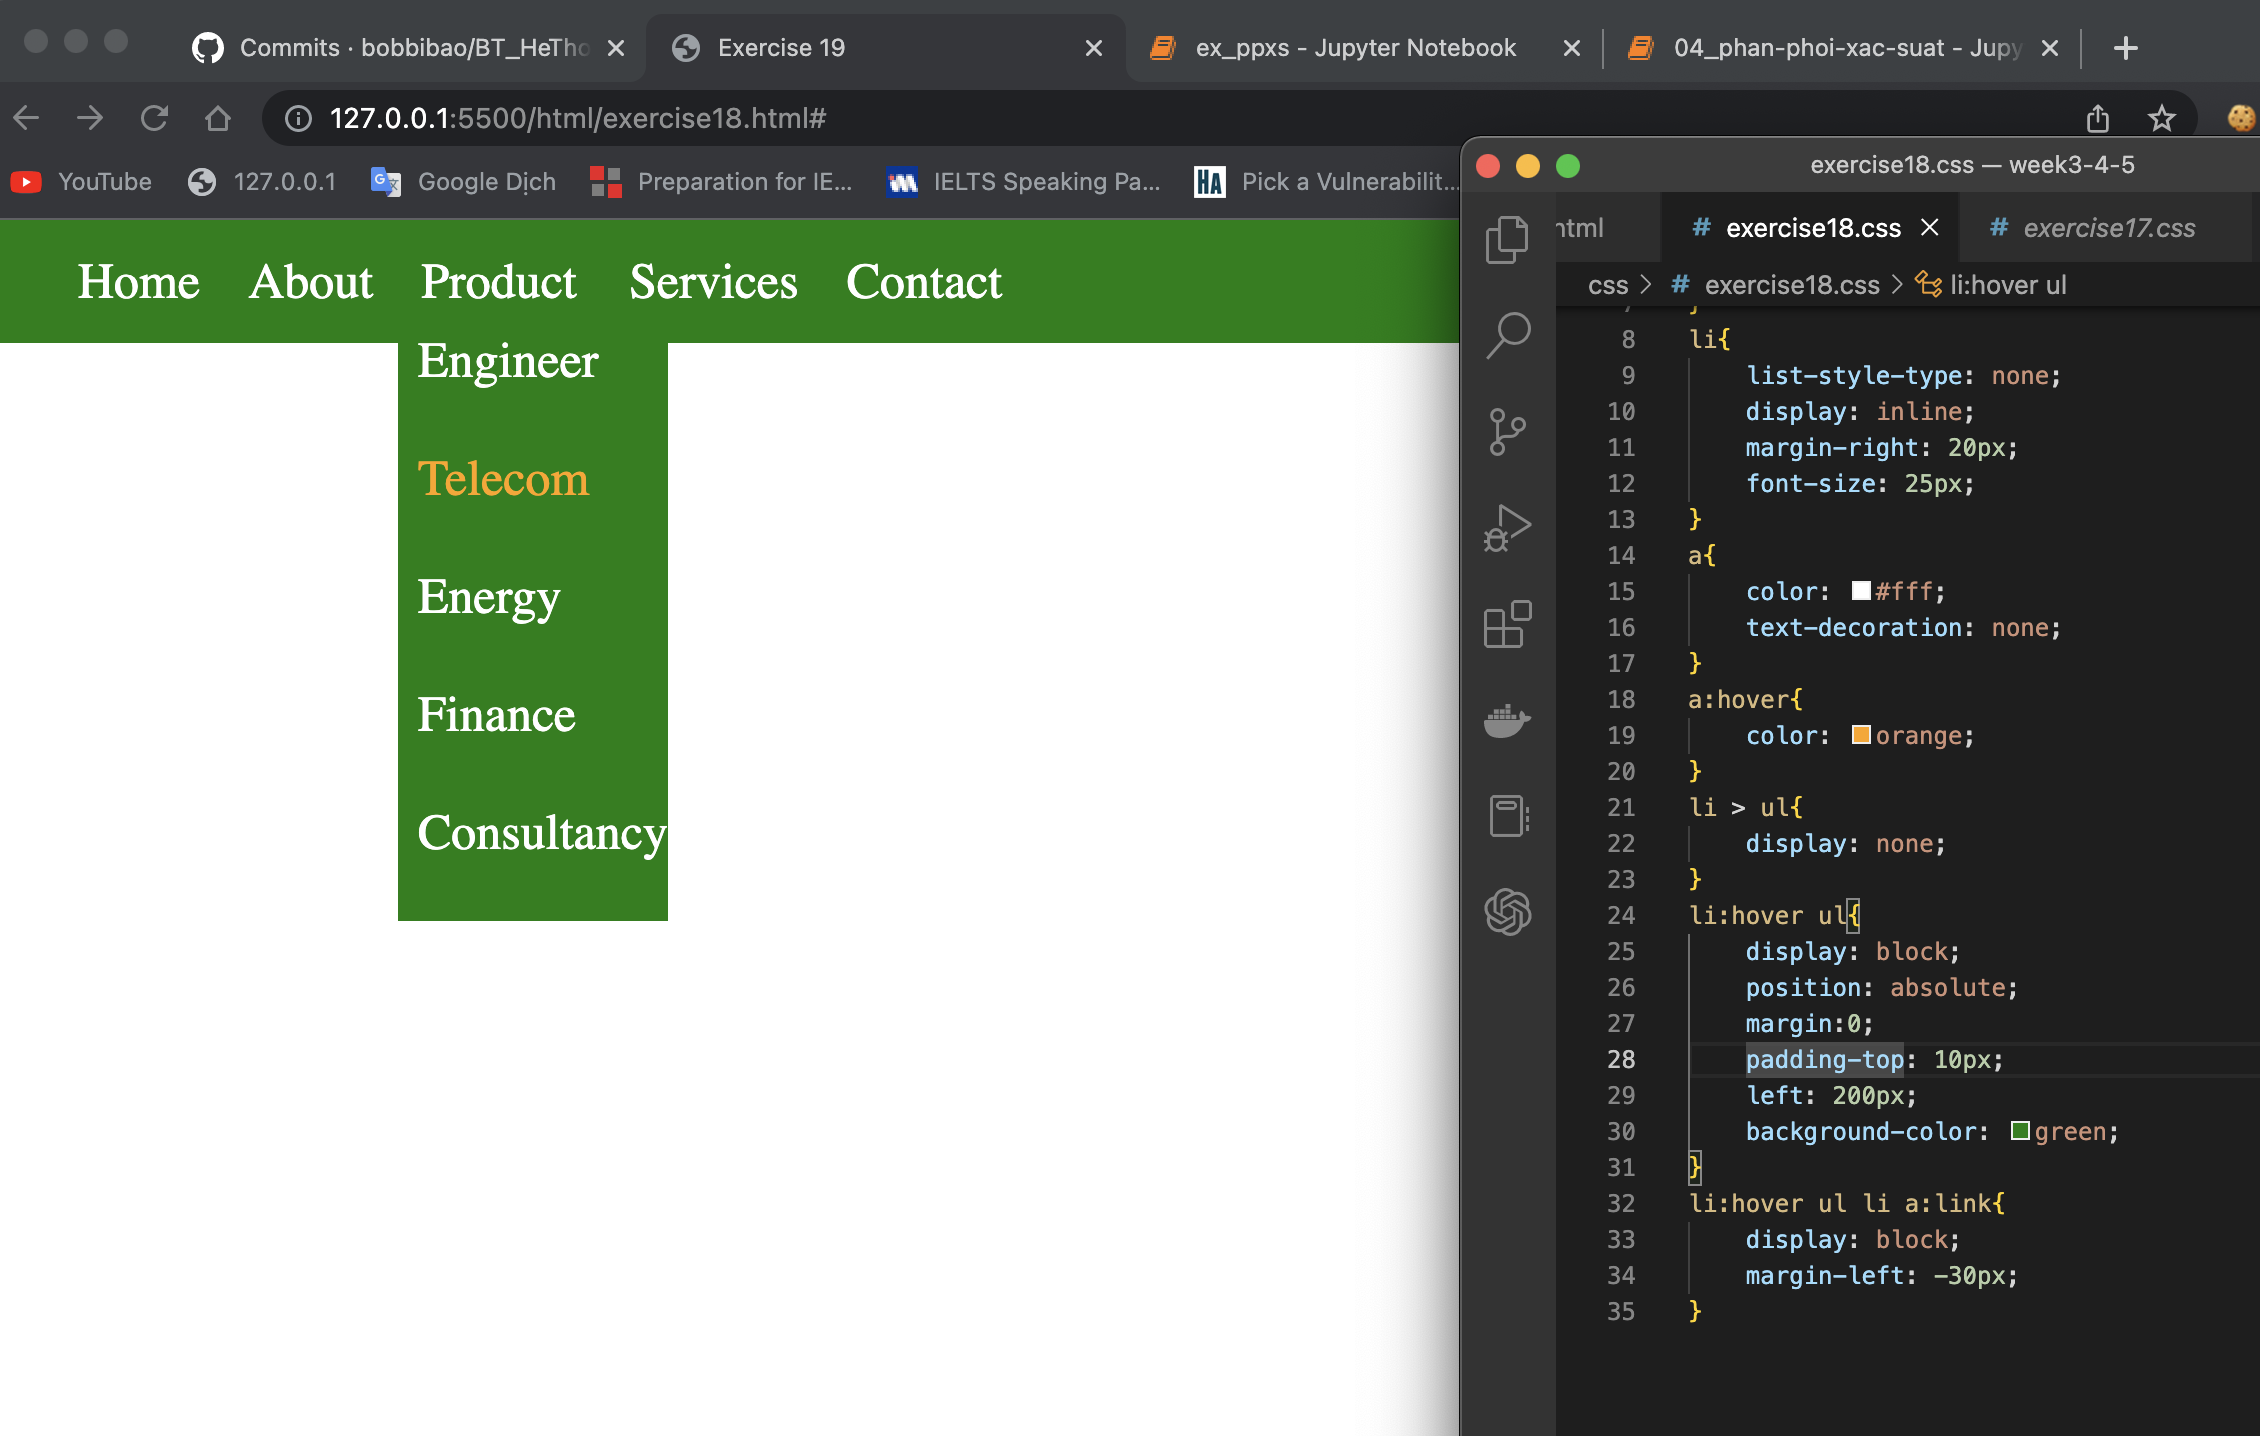 Commits · bobbibao/BT_HeTho
Exercise 19
ex_ppxs - Jupyter Notebook
04_phan-phoi-xac-suat - Jupy
127.0.0.1:5500/html/exercise18.html#
YouTube
127.0.0.1
Google Dịch
Preparation for IE...
IELTS Speaking Pa...
HA
Pick a Vulnerabilit...
Home About Product Services Contact
Engineer
Telecom
Energy
Finance
Consultancy
exercise18.css — week3-4-5
html
# exercise18.css
# exercise17.css
css > # exercise18.css > li:hover ul
7 }
8 li{
9 list-style-type: none;
10 display: inline;
11 margin-right: 20px;
12 font-size: 25px;
13 }
14 a{
15 color: #fff;
16 text-decoration: none;
17 }
18 a:hover{
19 color: orange;
20 }
21 li > ul{
22 display: none;
23 }
24 li:hover ul{
25 display: block;
26 position: absolute;
27 margin:0;
28 padding-top: 10px;
29 left: 200px;
30 background-color: green;
31 }
32 li:hover ul li a:link{
33 display: block;
34 margin-left: -30px;
35 }